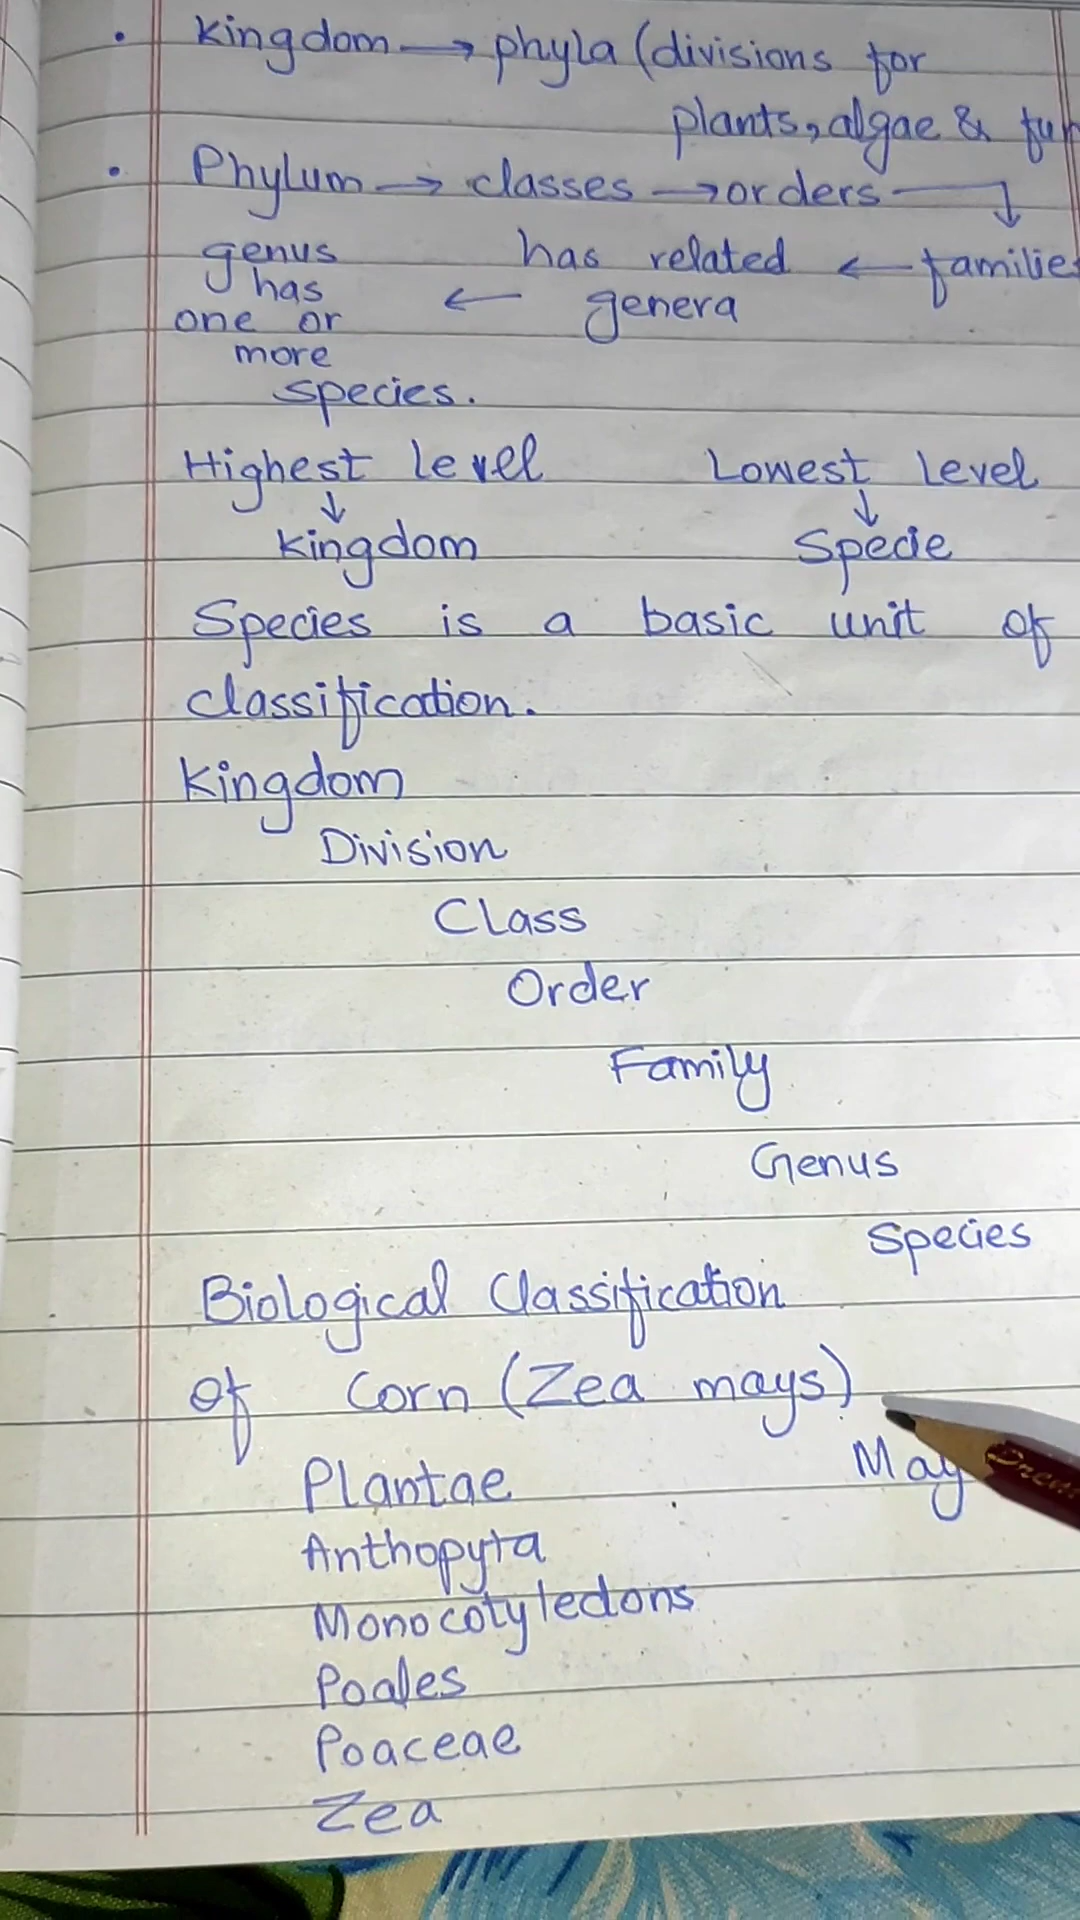 Kingdom → phyla (divisions for
plants, algae &
Phylum → classes → orders
has related ← families
genera
←
genus
has
one or
more
species.
Highest level Lowest Level
↓ ↓
Kingdom Specie
Species is a basic unit of
classification.
Kingdom
Division
Class
Order
Family
Genus
Species
Biological Classification
of Corn (Zea mays)
May
Plantae
Anthopyta
Monocotyledons
Poales
Poaceae
Zea